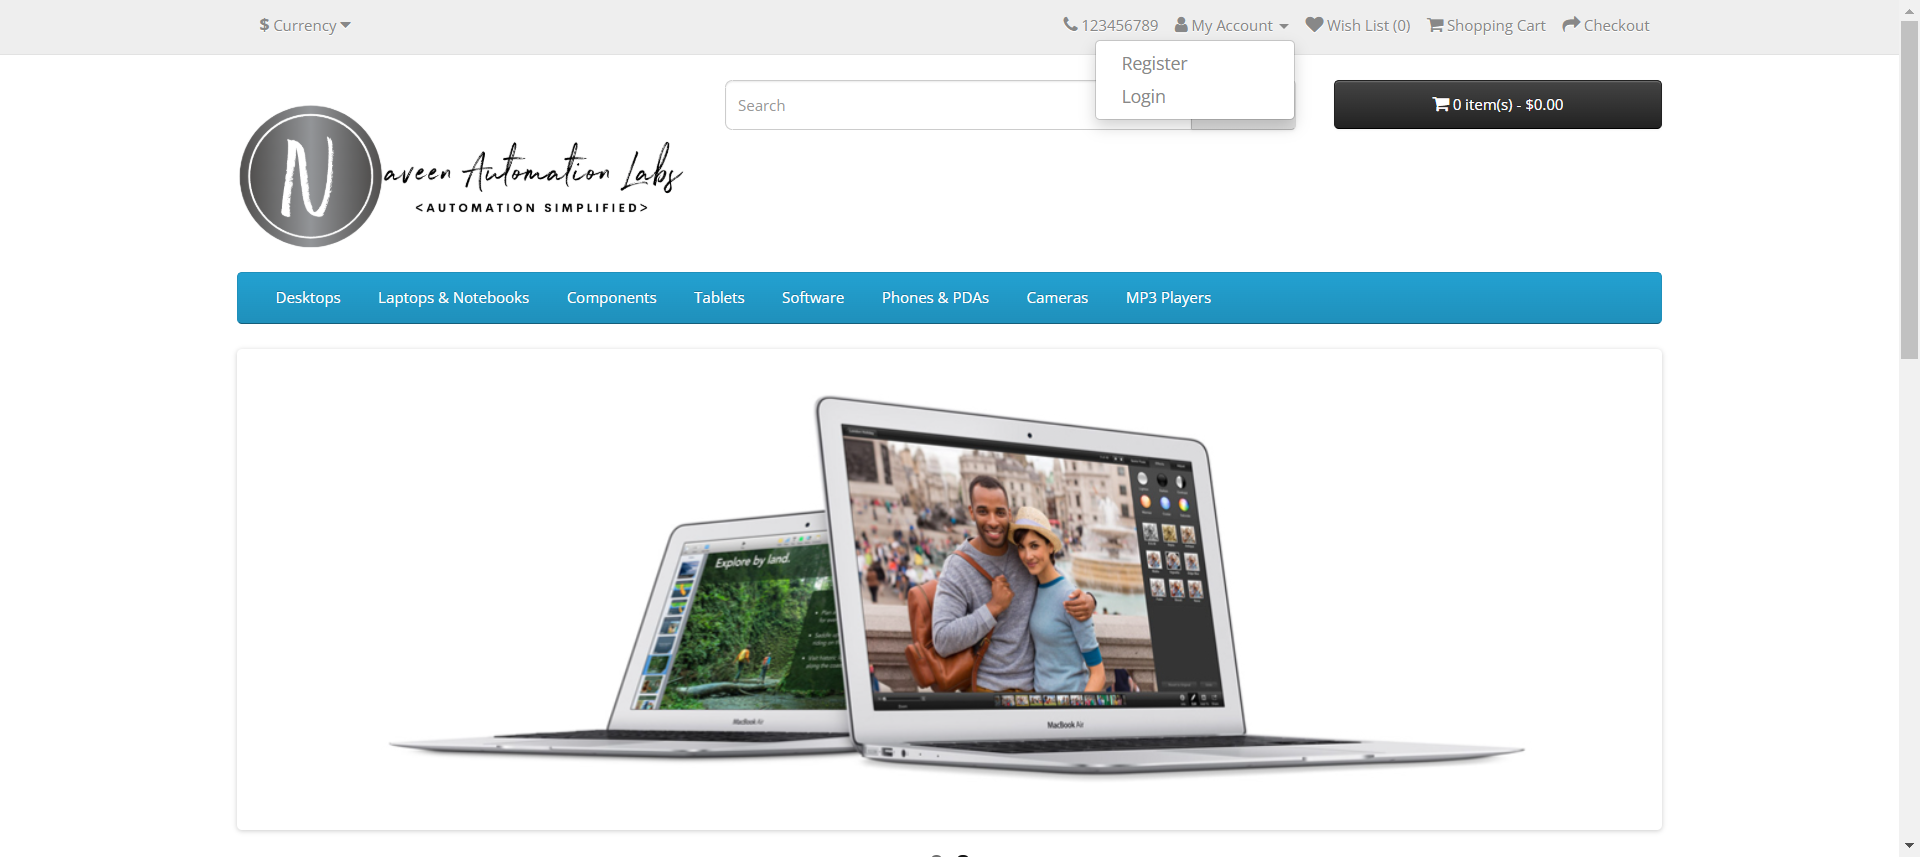 $ Currency
123456789 My Account Wish List (0) Shopping Cart Checkout
Register
Login
Search
0 item(s) - $0.00
N
aveen Automation Labs
<AUTOMATION SIMPLIFIED>
Desktops Laptops & Notebooks Components Tablets Software Phones & PDAs Cameras MP3 Players
Explore by land.
MacBook Air
MacBook Air